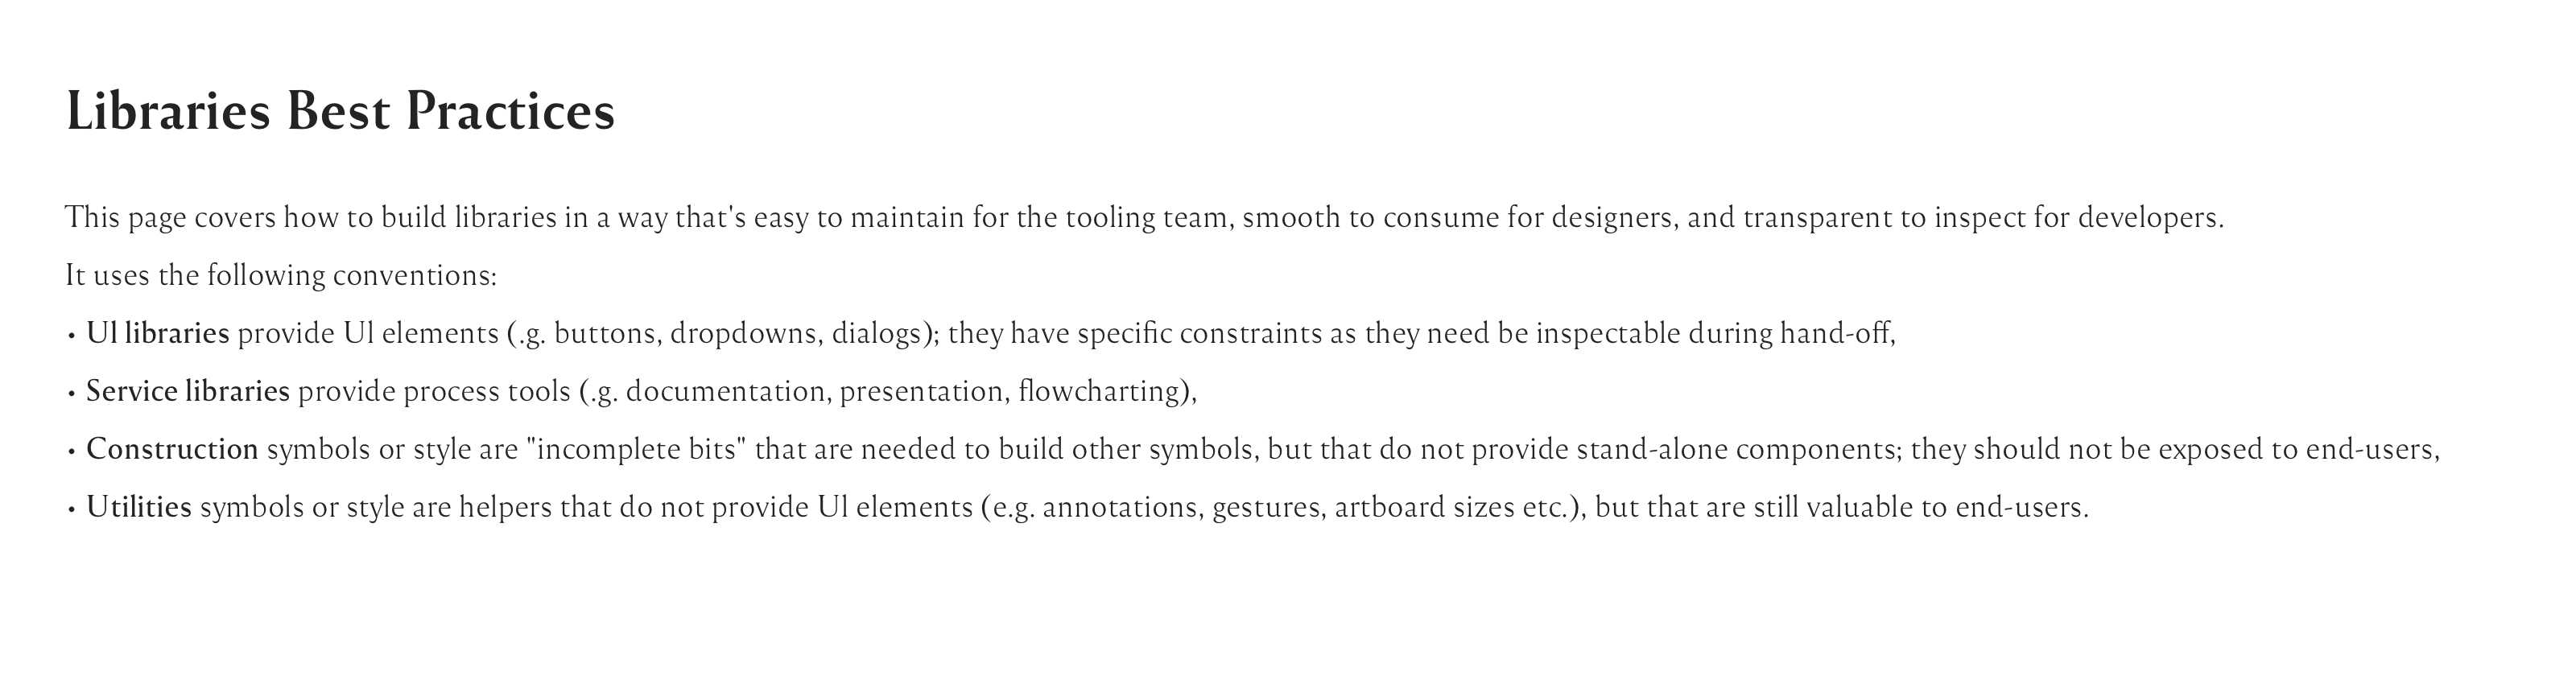 Libraries Best Practices
This page covers how to build libraries in a way that's easy to maintain for the tooling team, smooth to consume for designers, and transparent to inspect for developers.
It uses the following conventions:
• Ul libraries provide Ul elements (.g. buttons, dropdowns, dialogs); they have specific constraints as they need be inspectable during hand-off,
• Service libraries provide process tools (.g. documentation, presentation, flowcharting),
• Construction symbols or style are "incomplete bits" that are needed to build other symbols, but that do not provide stand-alone components; they should not be exposed to end-users,
• Utilities symbols or style are helpers that do not provide Ul elements (e.g. annotations, gestures, artboard sizes etc.), but that are still valuable to end-users.